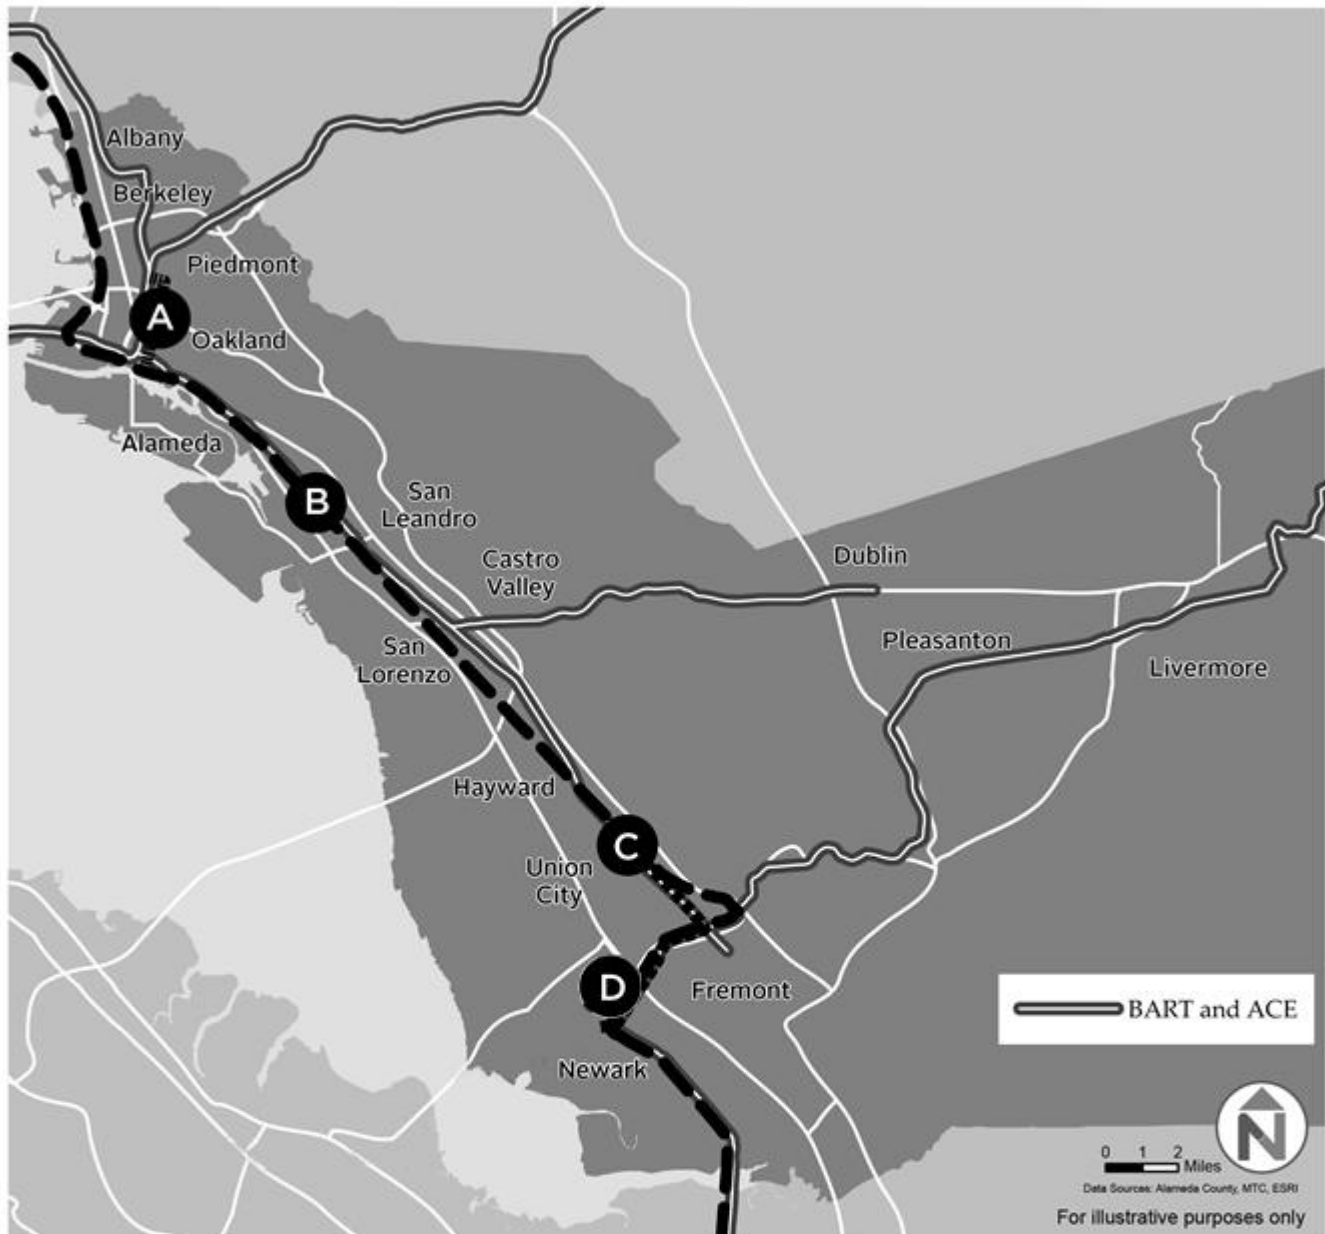 Albany
Berkeley
Piedmont
A
Oakland
Alameda
B
San
Leandro
Castro
Valley
Dublin
Pleasanton
Livermore
San
Lorenzo
Hayward
C
Union
City
D
Fremont
Newark
BART and ACE
N
0 1 2
Miles
Data Sources: Alameda County, MTC, ESRI
For illustrative purposes only